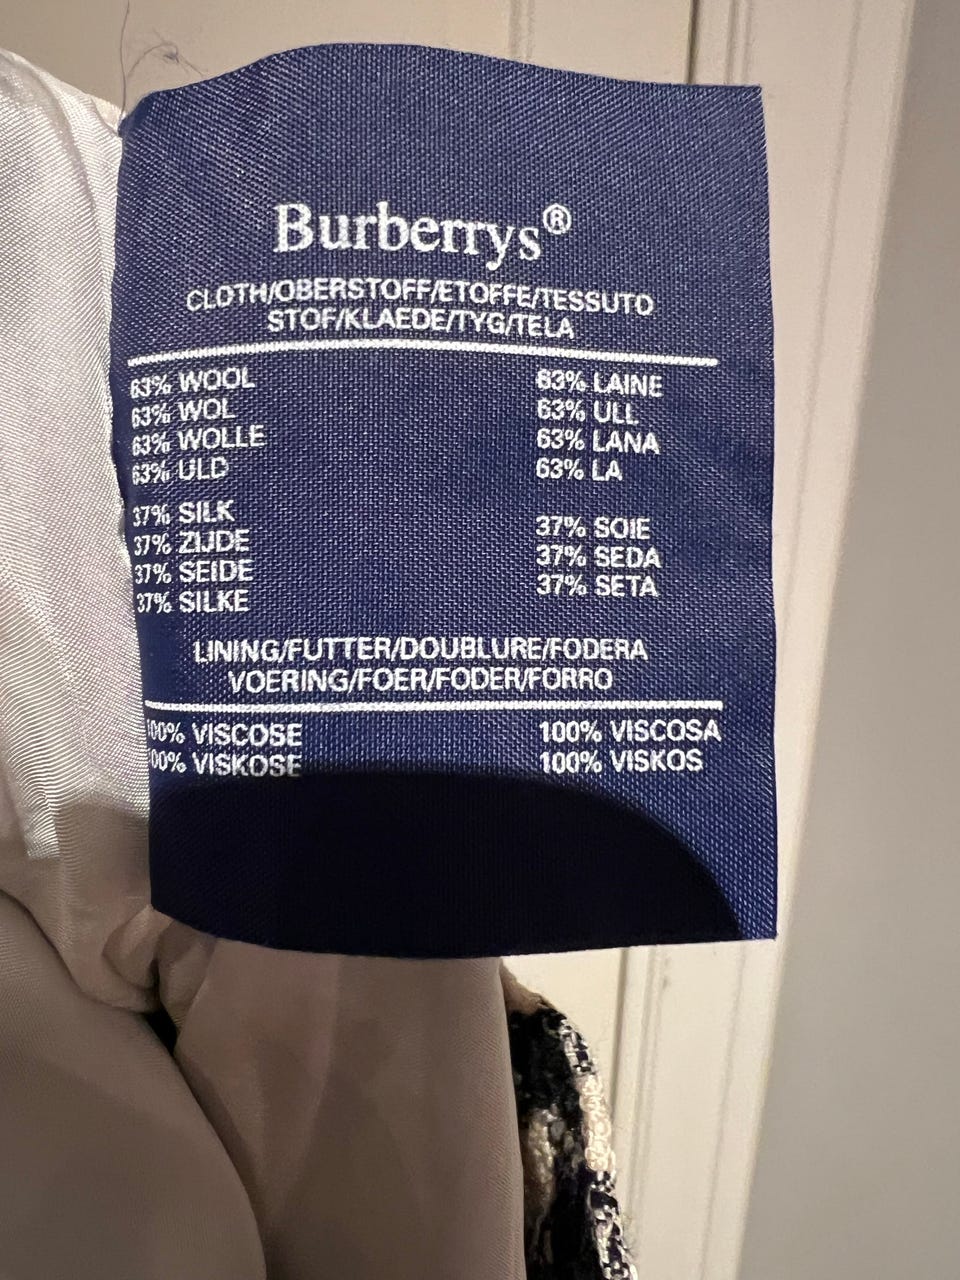 Burberrys®
CLOTH/OBERSTOFF/ETOFFE/TESSUTO
STOF/KLAEDE/TYG/TELA
63% WOOL
63% WOL
63% WOLLE
63% ULD
63% LAINE
63% ULL
63% LANA
63% LA
37% SILK
37% ZIJDE
37% SEIDE
37% SILKE
37% SOIE
37% SEDA
37% SETA
LINING/FUTTER/DOUBLURE/FODERA
VOERING/FOER/FODER/FORRO
100% VISCOSE
100% VISKOSE
100% VISCOSA
100% VISKOS